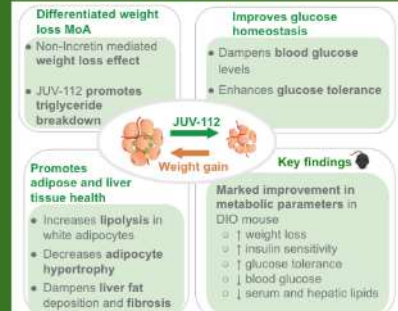 Differentiated weight
loss MoA
• Non-Incretin mediated
weight loss effect
• JUV-112 promotes
triglyceride
breakdown
Improves glucose
homeostasis
• Dampens blood glucose
levels
• Enhances glucose tolerance
JUV-112
Weight gain
Promotes
adipose and liver
tissue health
• Increases lipolysis in
white adipocytes
• Decreases adipocyte
hypertrophy
• Dampens liver fat
deposition and fibrosis
Key findings
Marked improvement in
metabolic parameters in
DIO mouse
○ ↑ weight loss
○ ↑ insulin sensitivity
○ ↑ glucose tolerance
○ ↓ blood glucose
○ ↓ serum and hepatic lipids